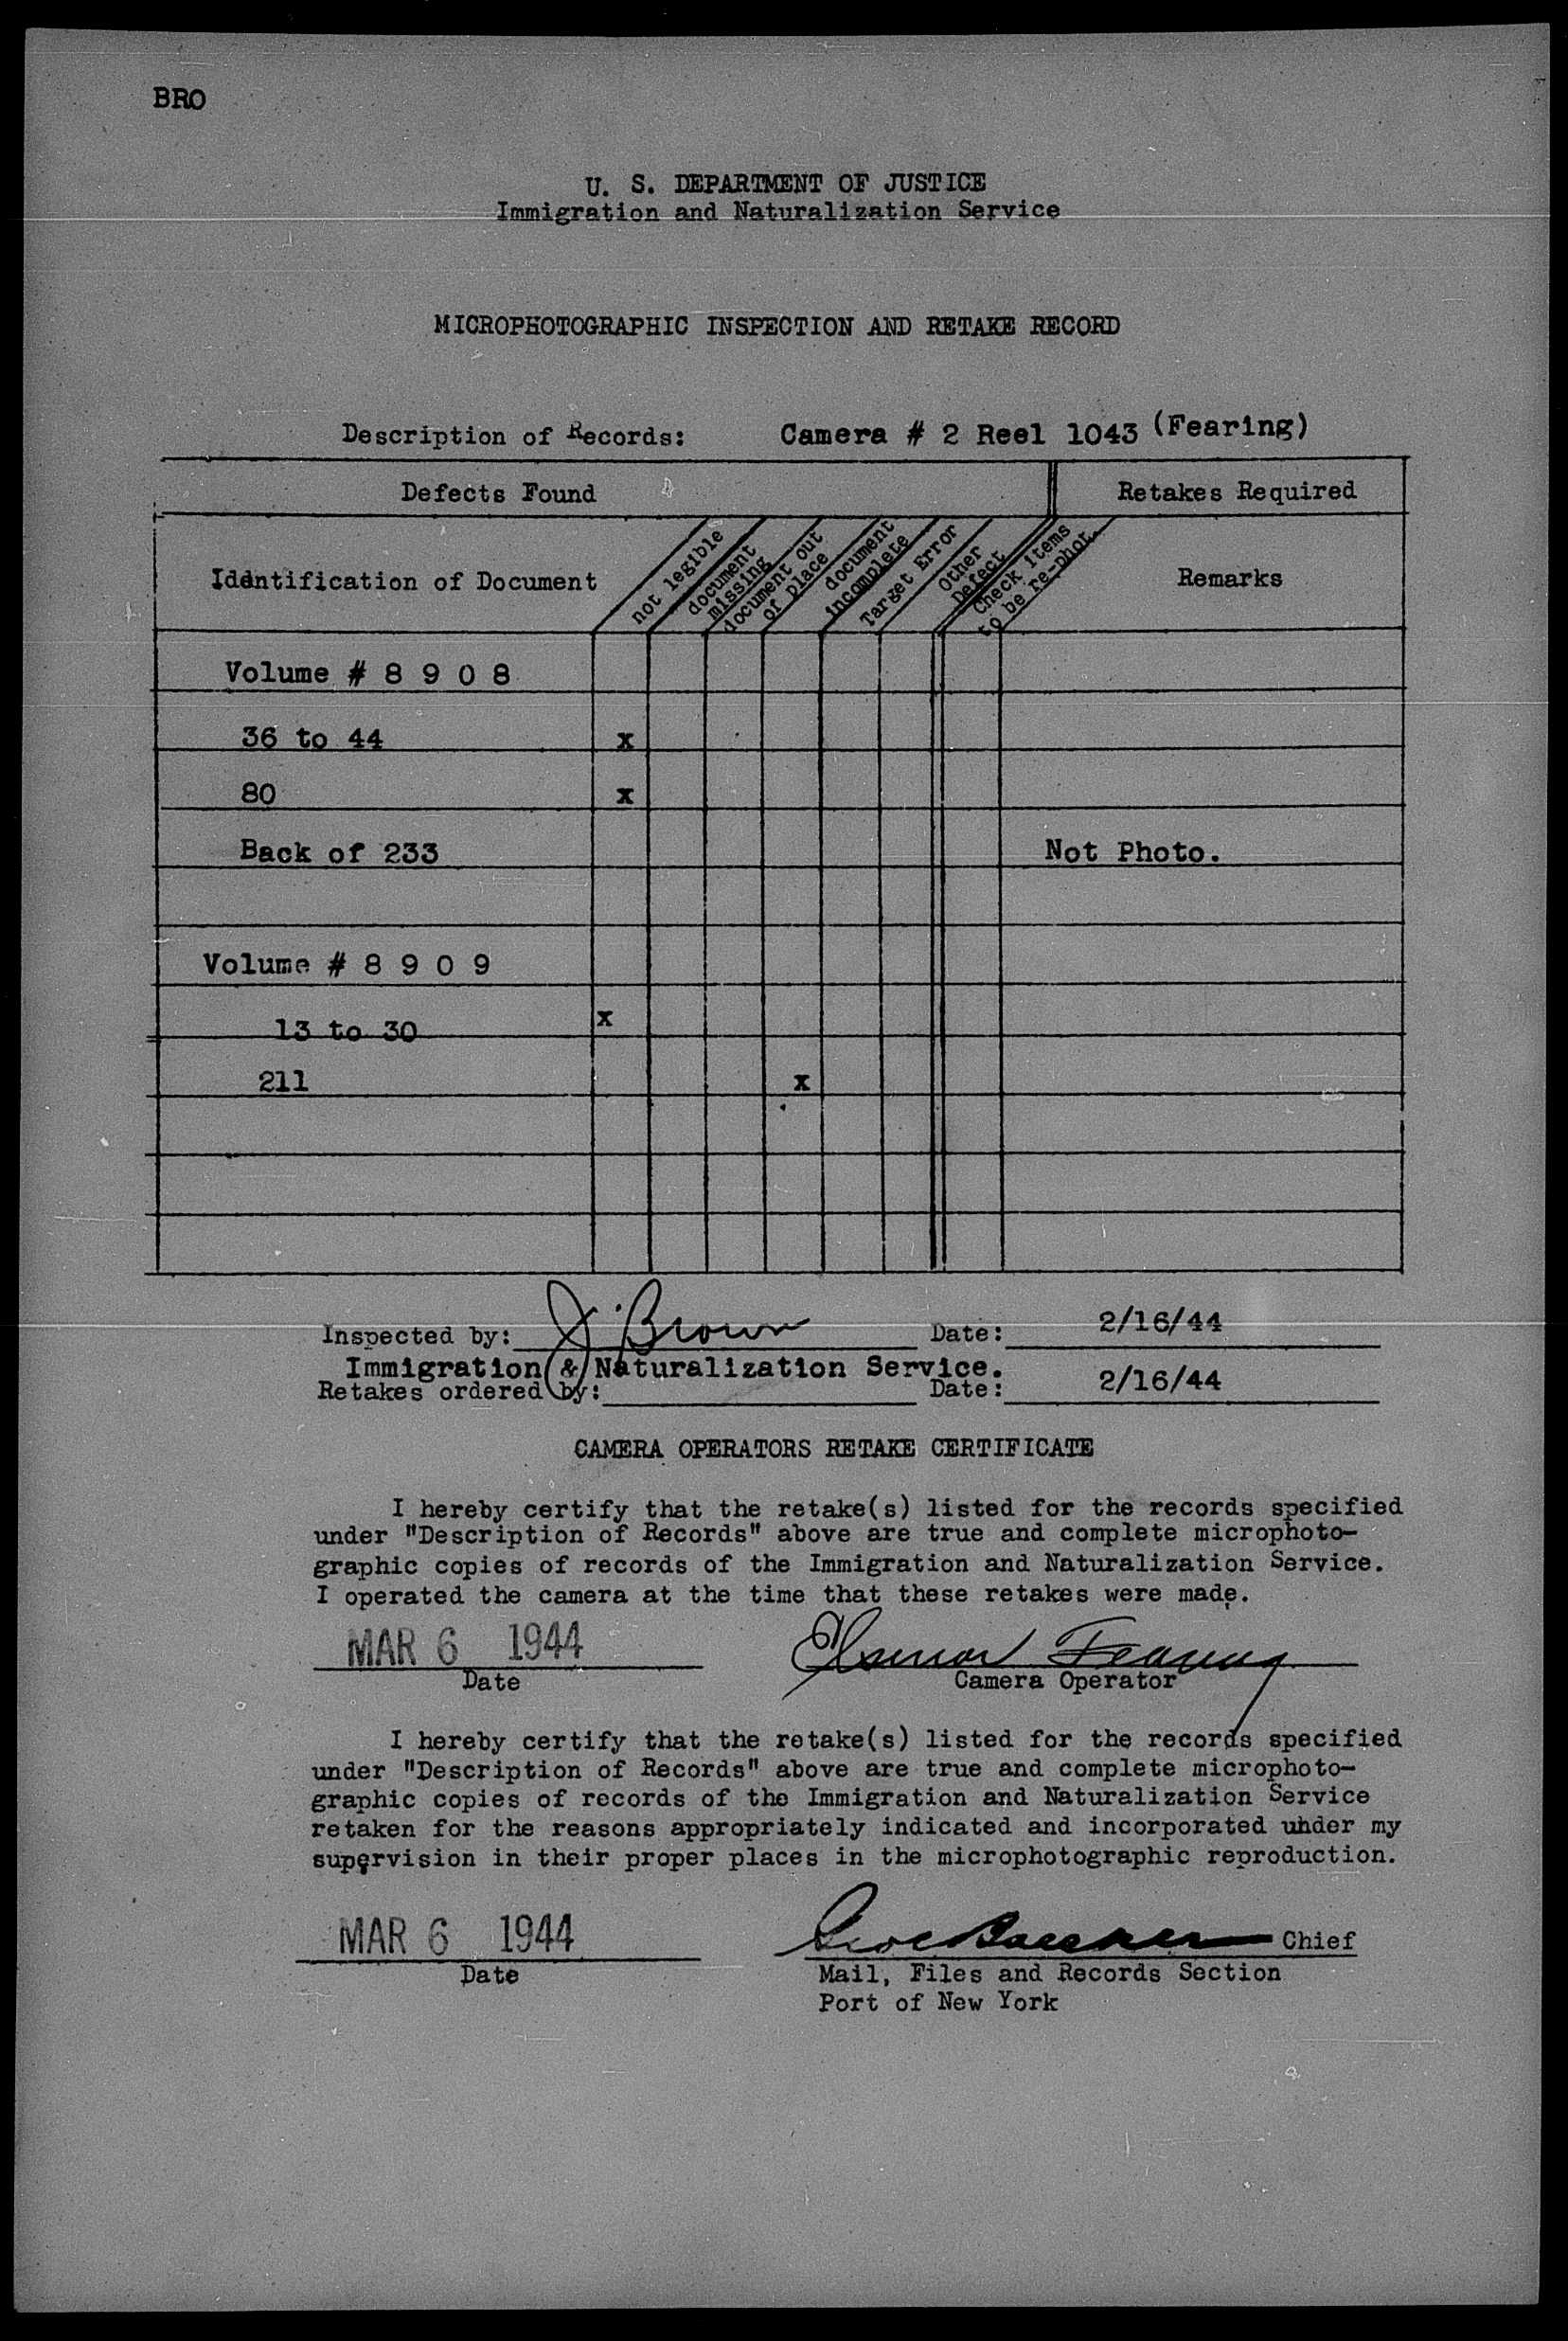 BRO
U. S. DEPARTMENT OF JUSTICE
Immigration and Naturalization Service
MICROPHOTOGRAPHIC INSPECTION AND RETAKE RECORD
Description of Records: Camera # 2 Reel 1043 (Fearing)
Defects Found Retakes Required
Identification of Document
not legible
document missing
document out of place
document incomplete
Target Error
Other Defect
Check Items to be re-phot.
Remarks
Volume # 8 9 0 8
36 to 44 x
80 x
Back of 233 Not Photo.
Volume # 8 9 0 9
13 to 30 x
211 x
Inspected by: J. Brown Date: 2/16/44
Immigration & Naturalization Service.
Retakes ordered by: Date: 2/16/44
CAMERA OPERATORS RETAKE CERTIFICATE
I hereby certify that the retake(s) listed for the records specified
under "Description of Records" above are true and complete microphoto-
graphic copies of records of the Immigration and Naturalization Service.
I operated the camera at the time that these retakes were made.
MAR 6 1944 Eleanor Fearing
Date Camera Operator
I hereby certify that the retake(s) listed for the records specified
under "Description of Records" above are true and complete microphoto-
graphic copies of records of the Immigration and Naturalization Service
retaken for the reasons appropriately indicated and incorporated under my
supervision in their proper places in the microphotographic reproduction.
MAR 6 1944 Chief
Date Mail, Files and Records Section
Port of New York